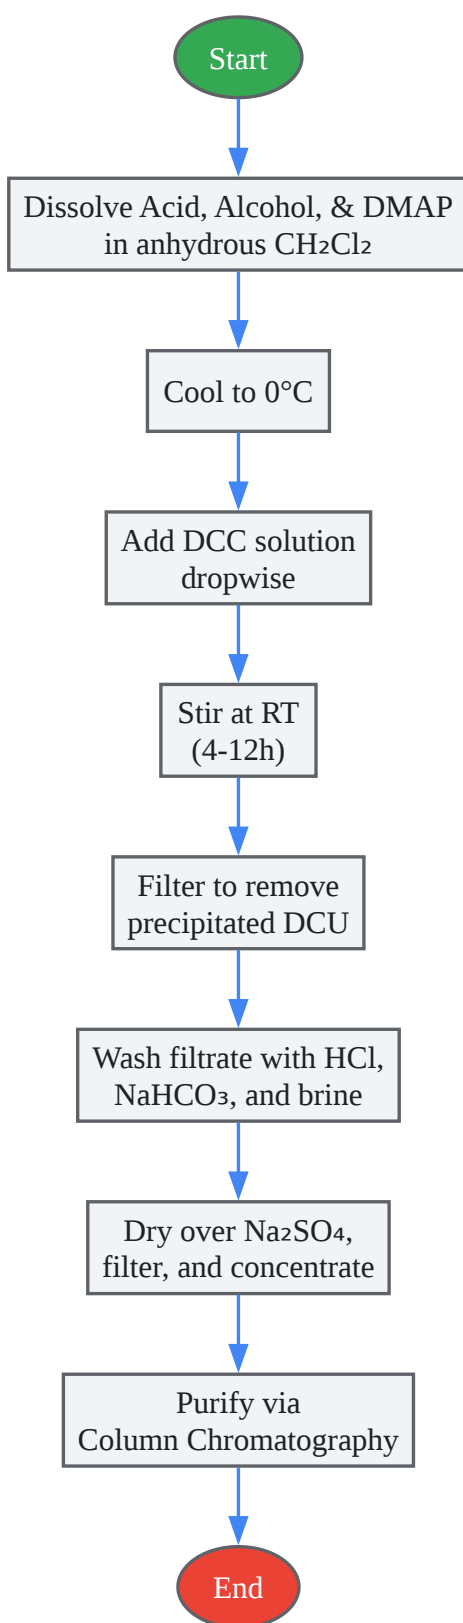 Start
Dissolve Acid, Alcohol, & DMAP
in anhydrous CH₂Cl₂
Cool to 0°C
Add DCC solution
dropwise
Stir at RT
(4-12h)
Filter to remove
precipitated DCU
Wash filtrate with HCl,
NaHCO₃, and brine
Dry over Na₂SO₄,
filter, and concentrate
Purify via
Column Chromatography
End